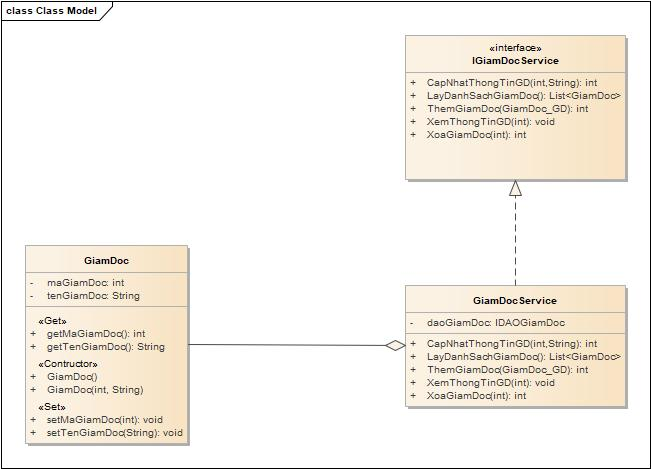 class Class Model
«interface»
IGiamDocService
+ CapNhatThongTinGD(int,String): int
+ LayDanhSachGiamDoc(): List<GiamDoc>
+ ThemGiamDoc(GiamDoc_GD): int
+ XemThongTinGD(int): void
+ XoaGiamDoc(int): int
GiamDoc
- maGiamDoc: int
- tenGiamDoc: String
«Get»
+ getMaGiamDoc(): int
+ getTenGiamDoc(): String
«Contructor»
+ GiamDoc()
+ GiamDoc(int, String)
«Set»
+ setMaGiamDoc(int): void
+ setTenGiamDoc(String): void
GiamDocService
- daoGiamDoc: IDAOGiamDoc
+ CapNhatThongTinGD(int,String): int
+ LayDanhSachGiamDoc(): List<GiamDoc>
+ ThemGiamDoc(GiamDoc_GD): int
+ XemThongTinGD(int): void
+ XoaGiamDoc(int): int